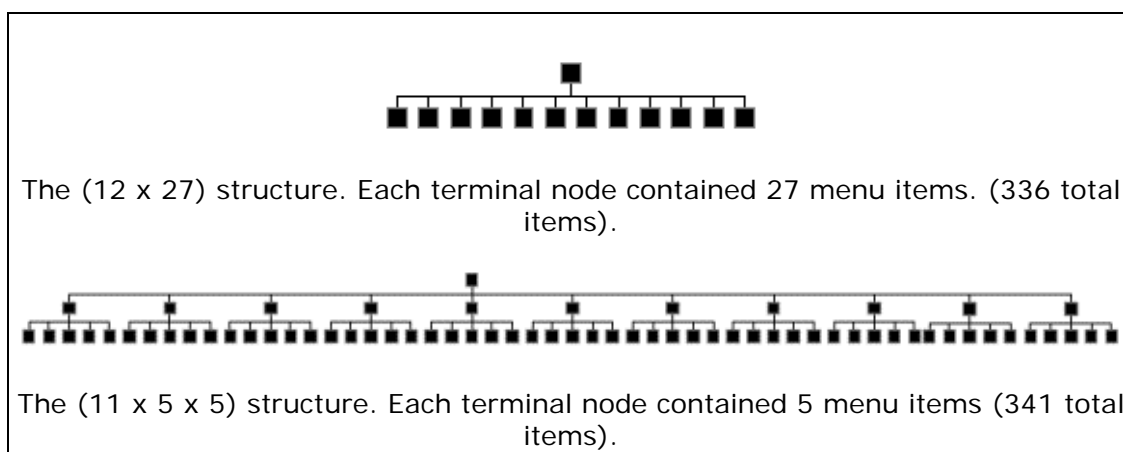 The (12 x 27) structure. Each terminal node contained 27 menu items. (336 total
items).
The (11 x 5 x 5) structure. Each terminal node contained 5 menu items (341 total
items).